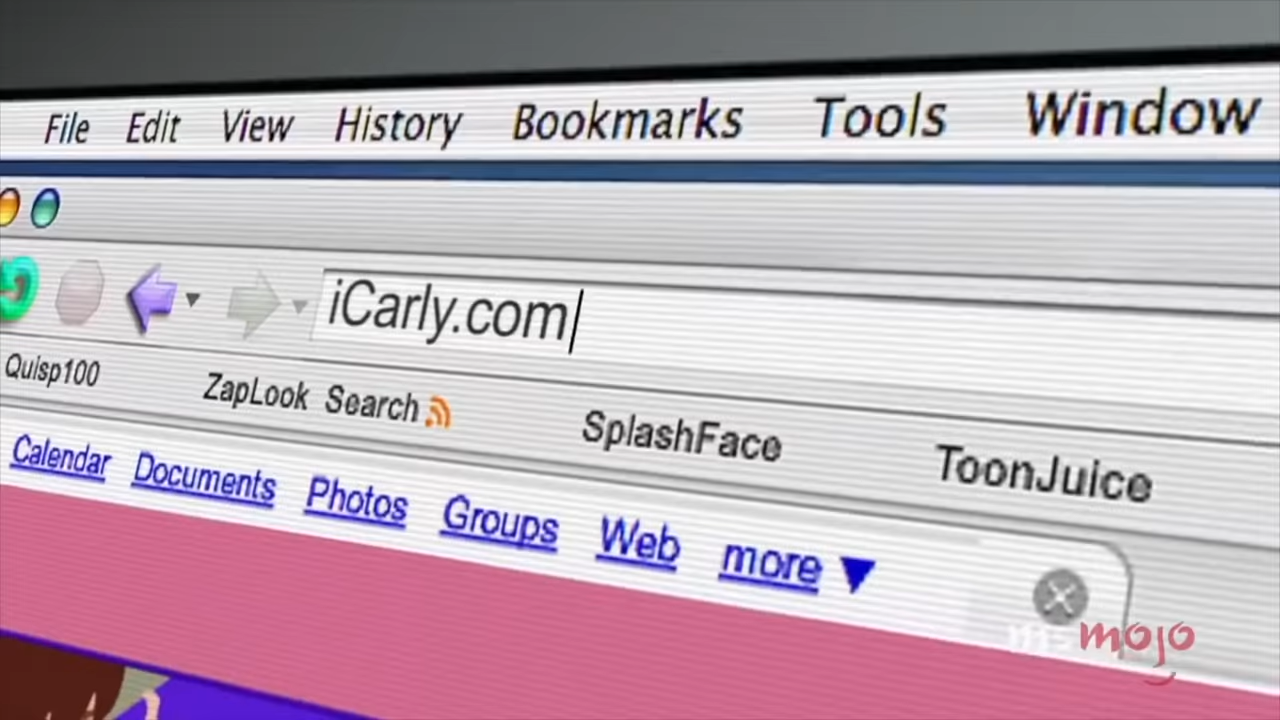 File Edit View History Bookmarks Tools Window
iCarly.com
Quisp100 ZapLook Search SplashFace ToonJuice
Calendar Documents Photos Groups Web more
msmojo